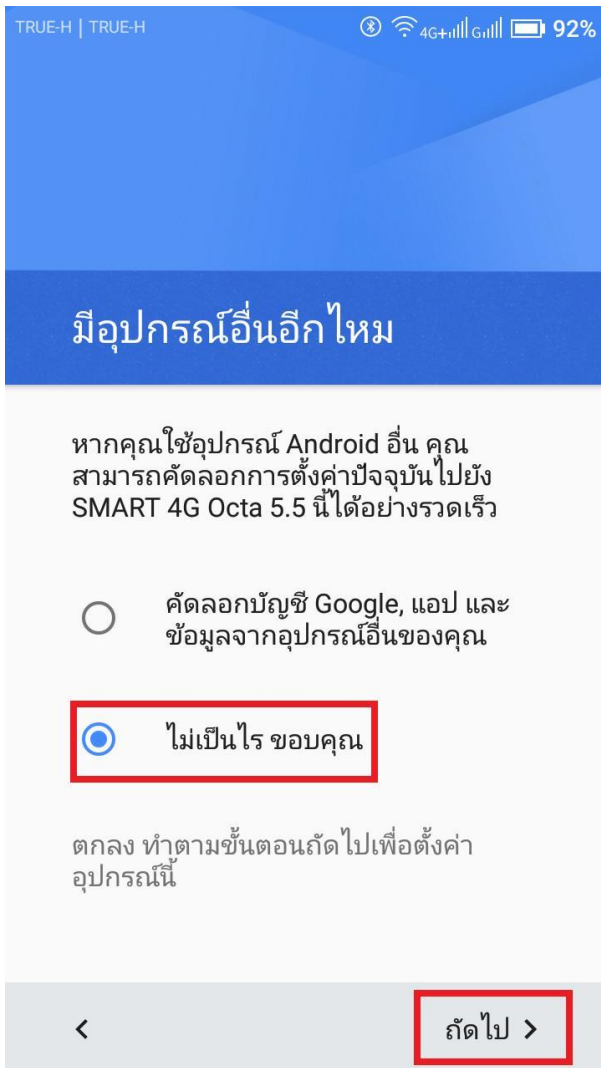 TRUE-H | TRUE-H 4G+ G 92%
มีอุปกรณ์อื่นอีกไหม
หากคุณใช้อุปกรณ์ Android อื่น คุณ
สามารถคัดลอกการตั้งค่าปัจจุบันไปยัง
SMART 4G Octa 5.5 นี้ได้อย่างรวดเร็ว
คัดลอกบัญชี Google, แอป และ
ข้อมูลจากอุปกรณ์อื่นของคุณ
ไม่เป็นไร ขอบคุณ
ตกลง ทำตามขั้นตอนถัดไปเพื่อตั้งค่า
อุปกรณ์นี้
ถัดไป